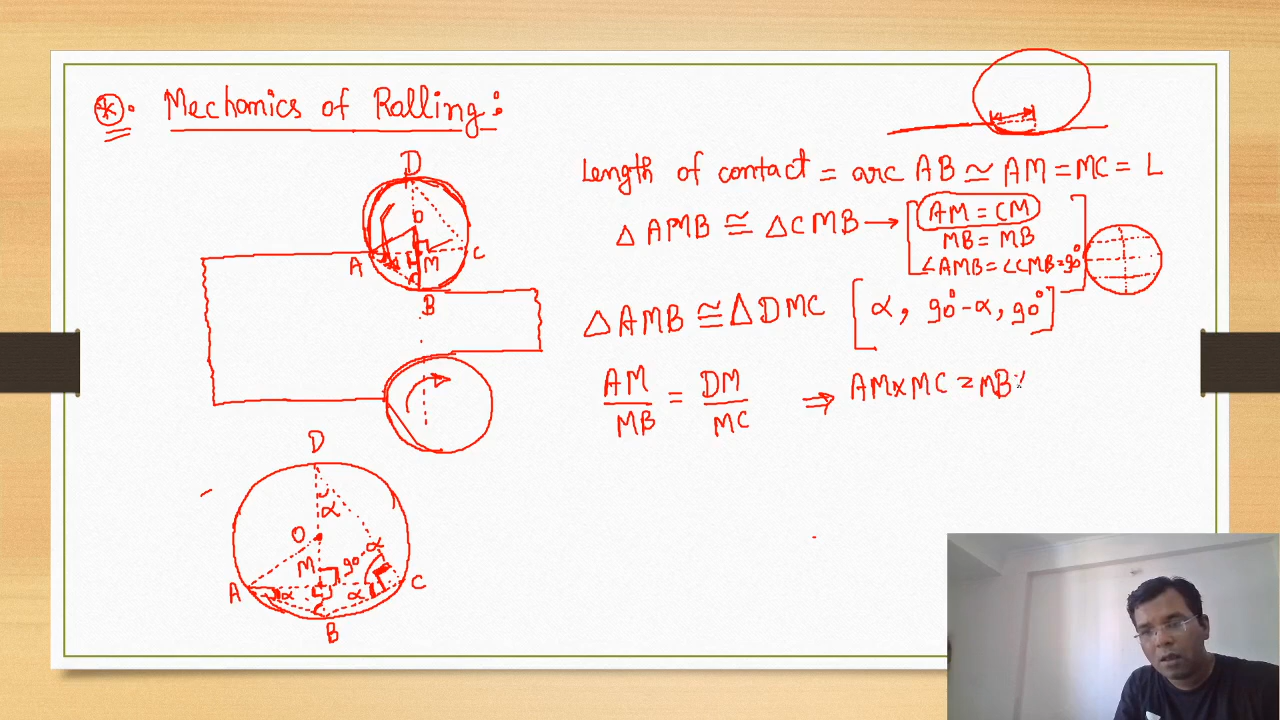 * . Mechanics of Rolling :
D
O
A M C
B
D
α
O
M 90 α
A α α C
B
Length of contact = arc AB ≃ AM = MC = L
△ AMB ≅ △CMB → [ AM = CM
MB = MB
∠AMB = ∠CMB = 90° ]
△ AMB ≅ △ DMC [ α, 90° - α, 90° ]
AM/MB = DM/MC ⇒ AM x MC = MB x